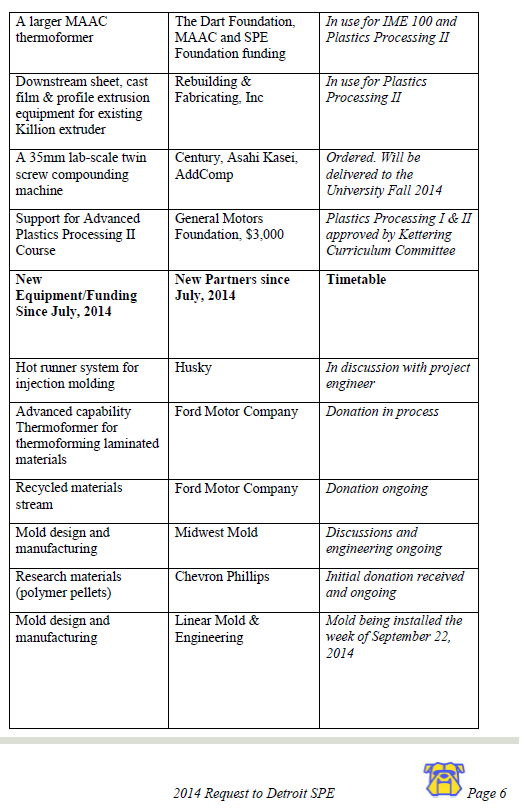 A larger MAAC
thermoformer
The Dart Foundation,
MAAC and SPE
Foundation funding
In use for IME 100 and
Plastics Processing II
Downstream sheet, cast
film & profile extrusion
equipment for existing
Killion extruder
Rebuilding &
Fabricating, Inc
In use for Plastics
Processing II
A 35mm lab-scale twin
screw compounding
machine
Century, Asahi Kasei,
AddComp
Ordered. Will be
delivered to the
University Fall 2014
Support for Advanced
Plastics Processing II
Course
General Motors
Foundation, $3,000
Plastics Processing I & II
approved by Kettering
Curriculum Committee
New
Equipment/Funding
Since July, 2014
New Partners since
July, 2014
Timetable
Hot runner system for
injection molding
Husky
In discussion with project
engineer
Advanced capability
Thermoformer for
thermoforming laminated
materials
Ford Motor Company
Donation in process
Recycled materials
stream
Ford Motor Company
Donation ongoing
Mold design and
manufacturing
Midwest Mold
Discussions and
engineering ongoing
Research materials
(polymer pellets)
Chevron Phillips
Initial donation received
and ongoing
Mold design and
manufacturing
Linear Mold &
Engineering
Mold being installed the
week of September 22,
2014
2014 Request to Detroit SPE
Page 6